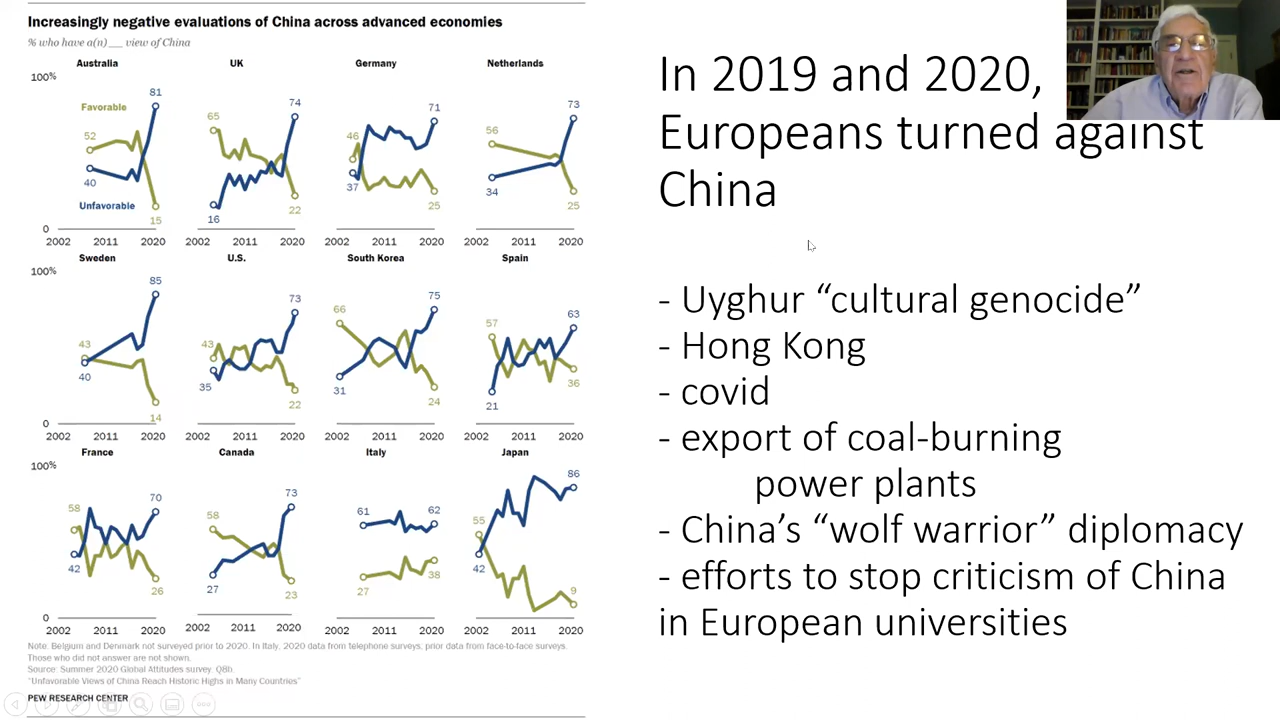 Increasingly negative evaluations of China across advanced economies
% who have a(n)___ view of China
Australia
UK
Germany
Netherlands
100%
Favorable
52
40
Unfavorable
81
15
0
2002 2011 2020
65
16
74
22
2002 2011 2020
46
37
71
25
2002 2011 2020
56
34
73
25
2002 2011 2020
Sweden
U.S.
South Korea
Spain
100%
43
40
85
14
0
2002 2011 2020
43
35
73
22
2002 2011 2020
66
31
75
24
2002 2011 2020
57
21
63
36
2002 2011 2020
France
Canada
Italy
Japan
100%
58
42
70
26
0
2002 2011 2020
58
27
73
23
2002 2011 2020
61
27
62
38
2002 2011 2020
55
42
86
9
2002 2011 2020
Note: Belgium and Denmark not surveyed prior to 2020. In Italy, 2020 data from telephone surveys, prior data from face-to-face surveys.
Those who did not answer are not shown.
Source: Summer 2020 Global Attitudes survey. Q8h.
"Unfavorable Views of China Reach Historic Highs in Many Countries"
PEW RESEARCH CENTER
In 2019 and 2020,
Europeans turned against
China
- Uyghur “cultural genocide”
- Hong Kong
- covid
- export of coal-burning
power plants
- China’s “wolf warrior” diplomacy
- efforts to stop criticism of China
in European universities